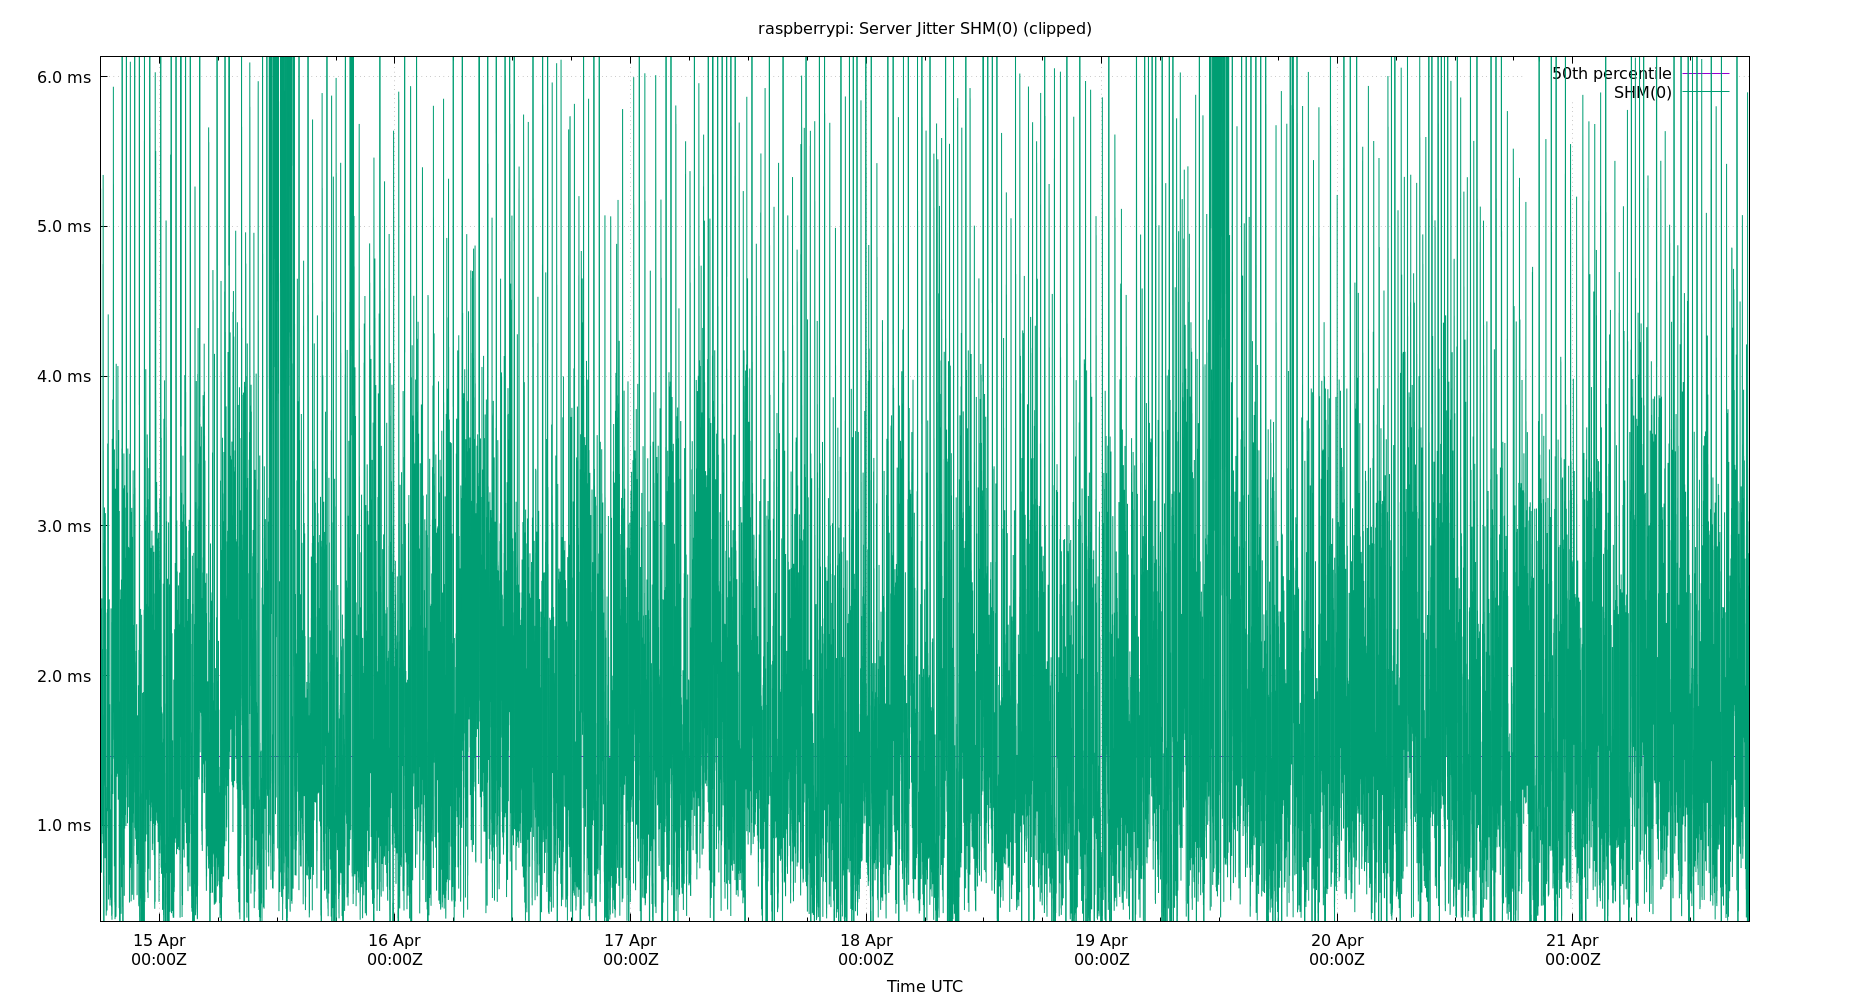 raspberrypi: Server Jitter SHM(0) (clipped)
6.0 ms
5.0 ms
4.0 ms
3.0 ms
2.0 ms
1.0 ms
50th percentile
SHM(0)
15 Apr 16 Apr 17 Apr 18 Apr 19 Apr 20 Apr 21 Apr
00:00Z 00:00Z 00:00Z 00:00Z 00:00Z 00:00Z 00:00Z
Time UTC